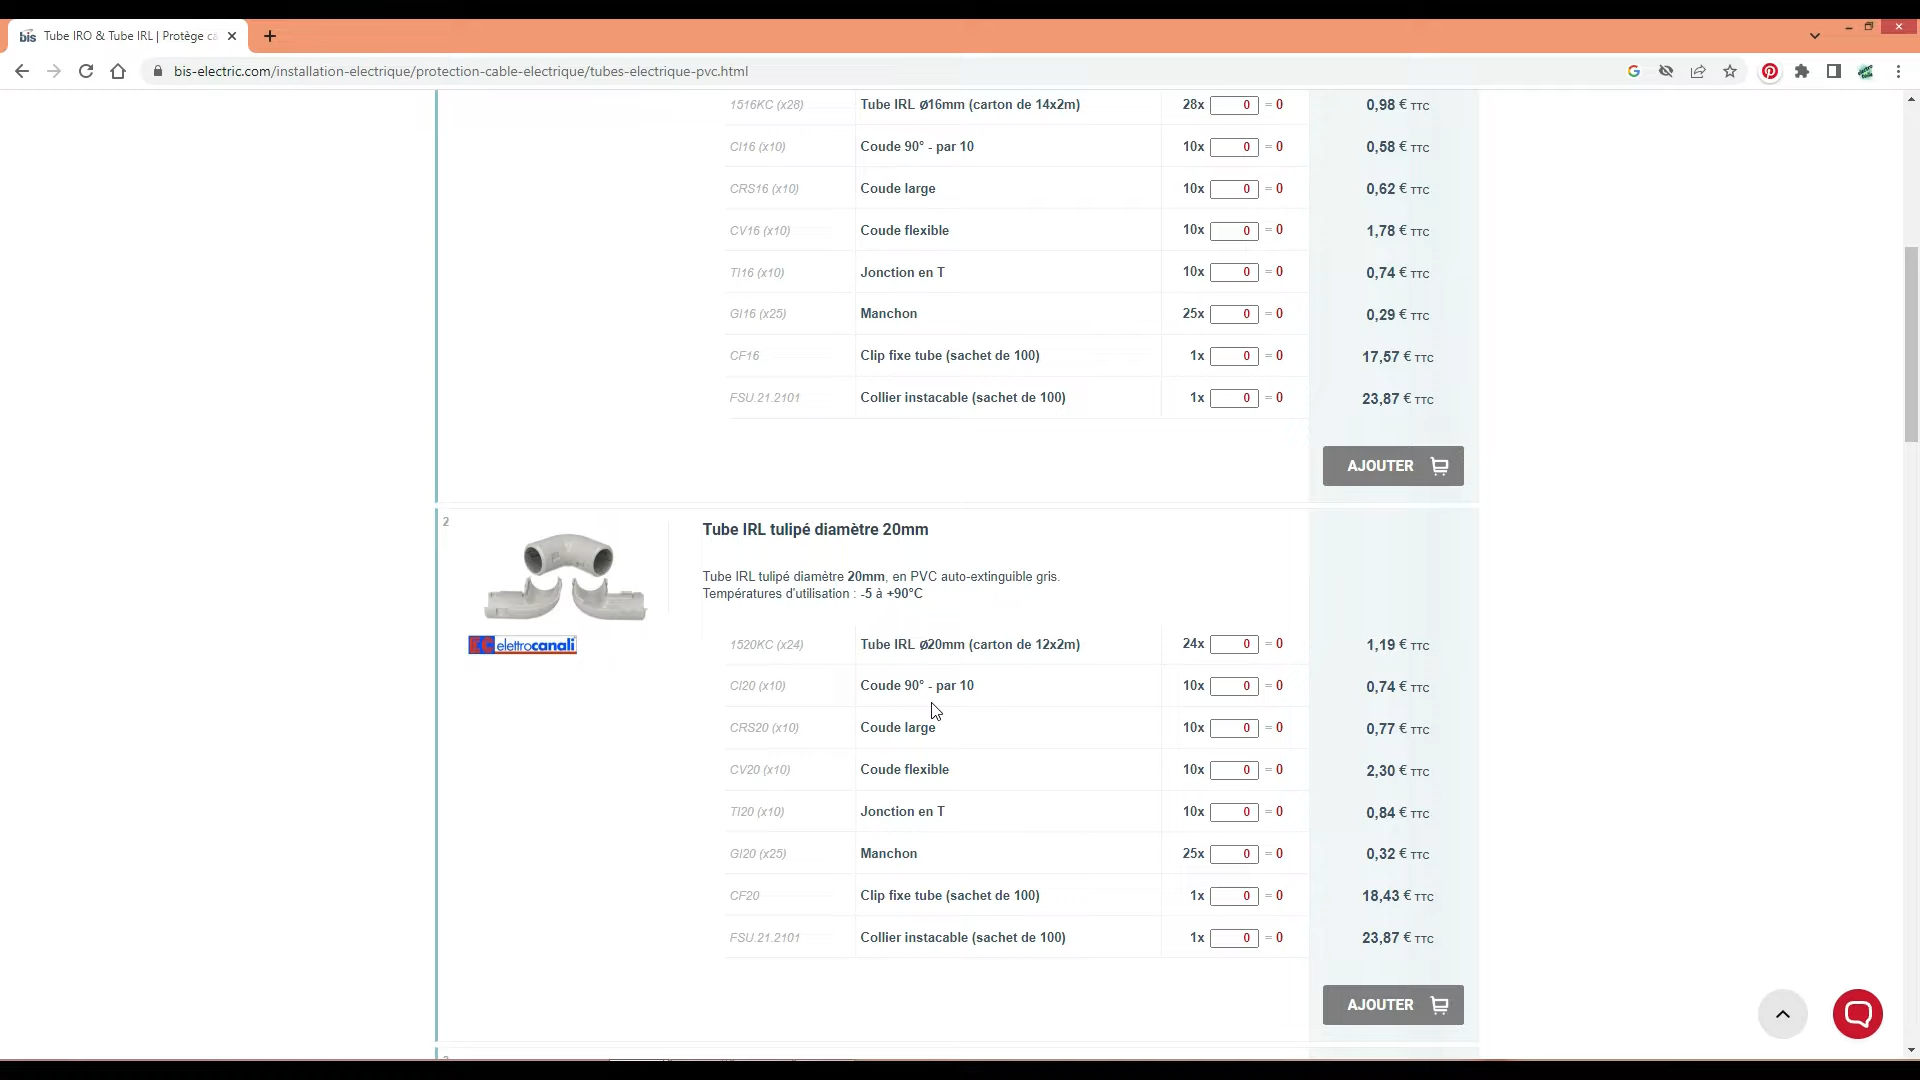 bis Tube IRO & Tube IRL | Protège câ
bis-electric.com/installation-electrique/protection-cable-electrique/tubes-electrique-pvc.html
1516KC (x28) Tube IRL ø16mm (carton de 14x2m) 28x 0 = 0 0,98 € TTC
CI16 (x10) Coude 90° - par 10 10x 0 = 0 0,58 € TTC
CRS16 (x10) Coude large 10x 0 = 0 0,62 € TTC
CV16 (x10) Coude flexible 10x 0 = 0 1,78 € TTC
TI16 (x10) Jonction en T 10x 0 = 0 0,74 € TTC
GI16 (x25) Manchon 25x 0 = 0 0,29 € TTC
CF16 Clip fixe tube (sachet de 100) 1x 0 = 0 17,57 € TTC
FSU.21.2101 Collier instacable (sachet de 100) 1x 0 = 0 23,87 € TTC
AJOUTER
2
Tube IRL tulipé diamètre 20mm
Tube IRL tulipé diamètre 20mm, en PVC auto-extinguible gris.
Températures d'utilisation : -5 à +90°C
EC elettrocanali
1520KC (x24) Tube IRL ø20mm (carton de 12x2m) 24x 0 = 0 1,19 € TTC
CI20 (x10) Coude 90° - par 10 10x 0 = 0 0,74 € TTC
CRS20 (x10) Coude large 10x 0 = 0 0,77 € TTC
CV20 (x10) Coude flexible 10x 0 = 0 2,30 € TTC
TI20 (x10) Jonction en T 10x 0 = 0 0,84 € TTC
GI20 (x25) Manchon 25x 0 = 0 0,32 € TTC
CF20 Clip fixe tube (sachet de 100) 1x 0 = 0 18,43 € TTC
FSU.21.2101 Collier instacable (sachet de 100) 1x 0 = 0 23,87 € TTC
AJOUTER